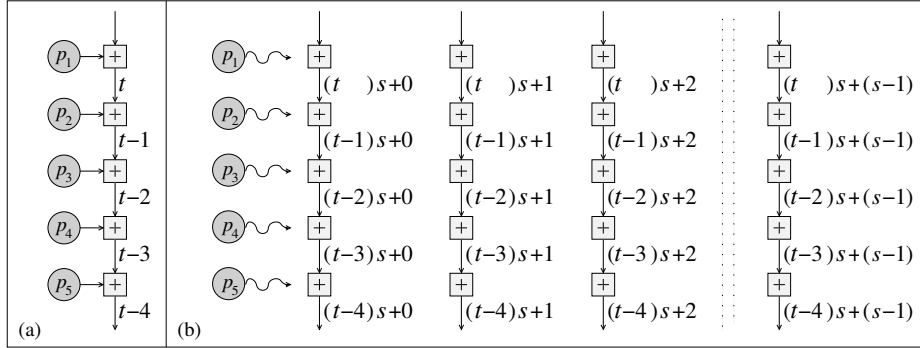 p1 + + + + +
t (t )s+0 (t )s+1 (t )s+2 (t )s+(s−1)
p2 + p2 + + + +
t−1 (t−1)s+0 (t−1)s+1 (t−1)s+2 (t−1)s+(s−1)
p3 + p3 + + + +
t−2 (t−2)s+0 (t−2)s+1 (t−2)s+2 (t−2)s+(s−1)
p4 + p4 + + + +
t−3 (t−3)s+0 (t−3)s+1 (t−3)s+2 (t−3)s+(s−1)
p5 + p5 + + + +
t−4 (t−4)s+0 (t−4)s+1 (t−4)s+2 (t−4)s+(s−1)
(a) (b)